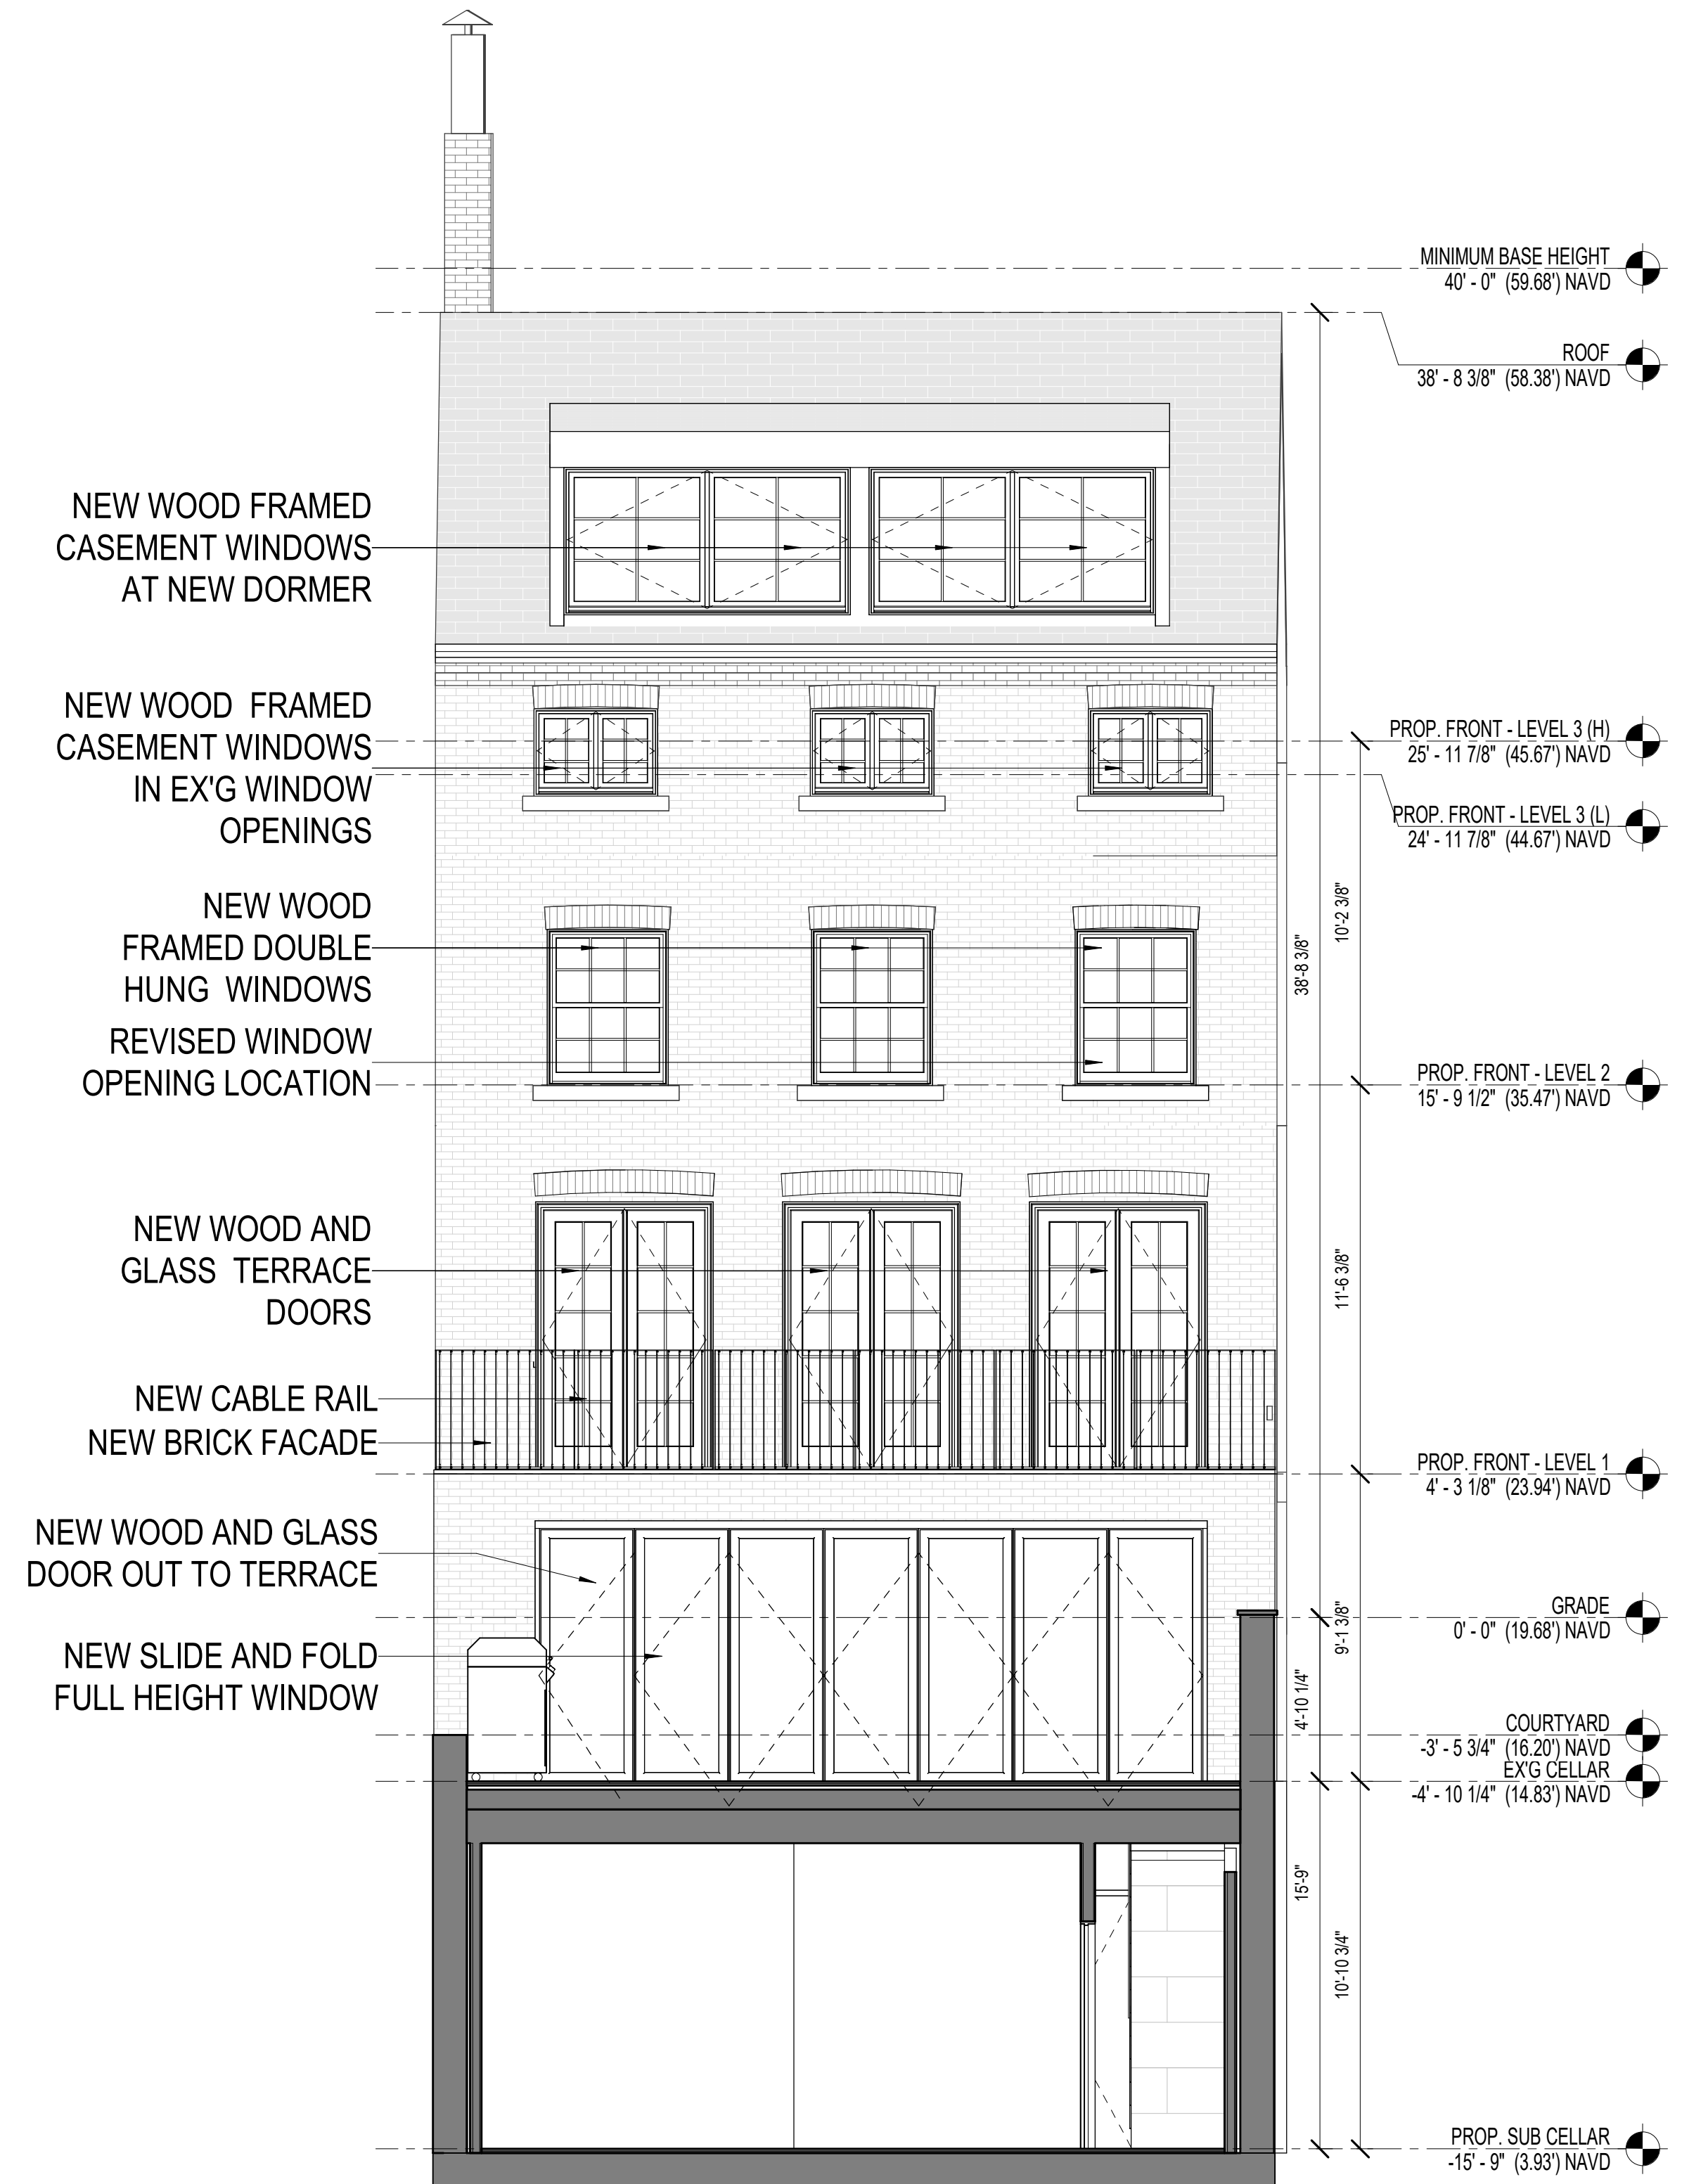 MINIMUM BASE HEIGHT
40' - 0" (59.68') NAVD
ROOF
38' - 8 3/8" (58.38') NAVD
NEW WOOD FRAMED
CASEMENT WINDOWS
AT NEW DORMER
NEW WOOD FRAMED
CASEMENT WINDOWS
IN EX'G WINDOW
OPENINGS
PROP. FRONT - LEVEL 3 (H)
25' - 11 7/8" (45.67') NAVD
PROP. FRONT - LEVEL 3 (L)
24' - 11 7/8" (44.67') NAVD
NEW WOOD
FRAMED DOUBLE
HUNG WINDOWS
REVISED WINDOW
OPENING LOCATION
38'-8 3/8"
10'-2 3/8"
PROP. FRONT - LEVEL 2
15' - 9 1/2" (35.47') NAVD
NEW WOOD AND
GLASS TERRACE
DOORS
11'-6 3/8"
NEW CABLE RAIL
NEW BRICK FACADE
PROP. FRONT - LEVEL 1
4' - 3 1/8" (23.94') NAVD
NEW WOOD AND GLASS
DOOR OUT TO TERRACE
GRADE
0' - 0" (19.68') NAVD
9'-1 3/8"
NEW SLIDE AND FOLD
FULL HEIGHT WINDOW
4'-10 1/4"
COURTYARD
-3' - 5 3/4" (16.20') NAVD
EX'G CELLAR
-4' - 10 1/4" (14.83') NAVD
15'-9"
10'-10 3/4"
PROP. SUB CELLAR
-15' - 9" (3.93') NAVD